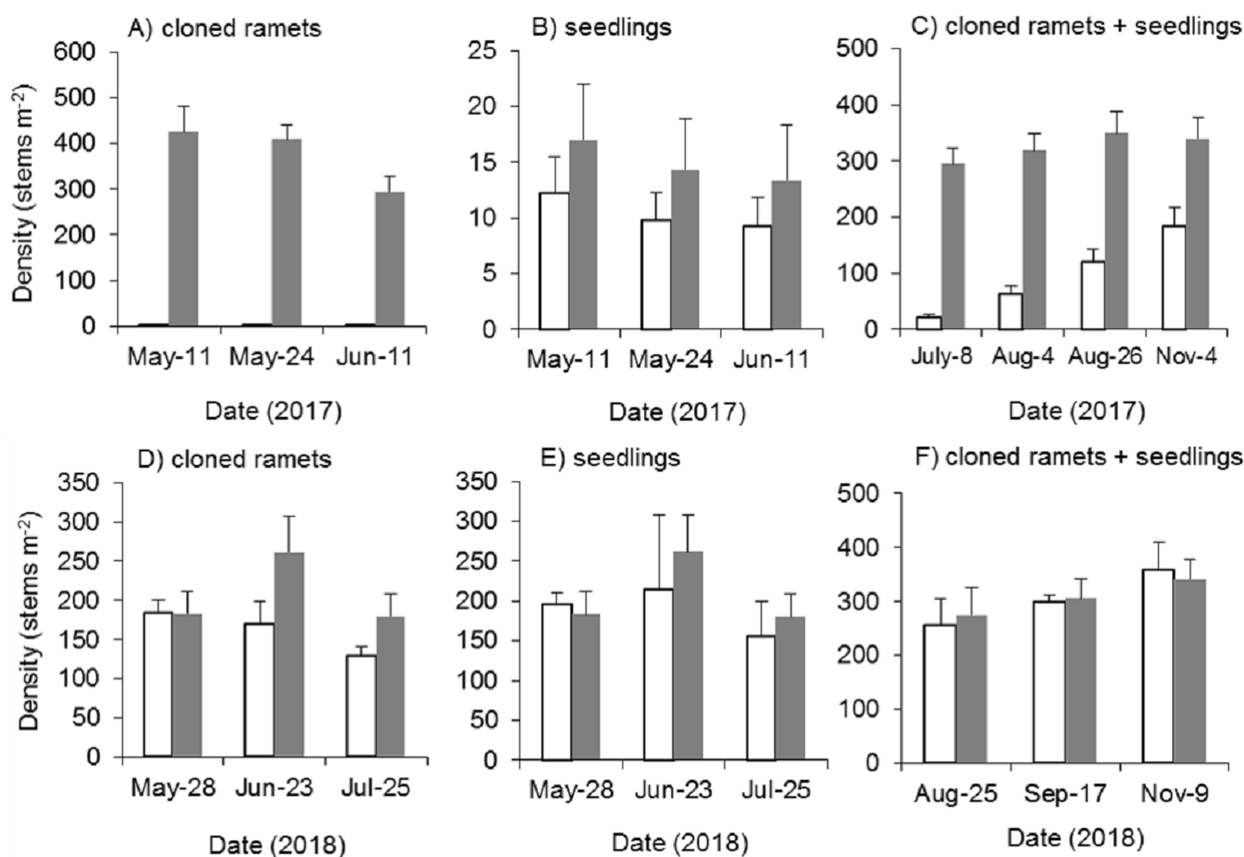 A) cloned ramets
600
500
400
300
200
100
0
Density (stems m-2)
May-11 May-24 Jun-11
Date (2017)
B) seedlings
25
20
15
10
5
0
May-11 May-24 Jun-11
Date (2017)
C) cloned ramets + seedlings
500
400
300
200
100
0
July-8 Aug-4 Aug-26 Nov-4
Date (2017)
D) cloned ramets
350
300
250
200
150
100
50
0
Density (stems m-2)
May-28 Jun-23 Jul-25
Date (2018)
E) seedlings
350
300
250
200
150
100
50
0
May-28 Jun-23 Jul-25
Date (2018)
F) cloned ramets + seedlings
500
400
300
200
100
0
Aug-25 Sep-17 Nov-9
Date (2018)